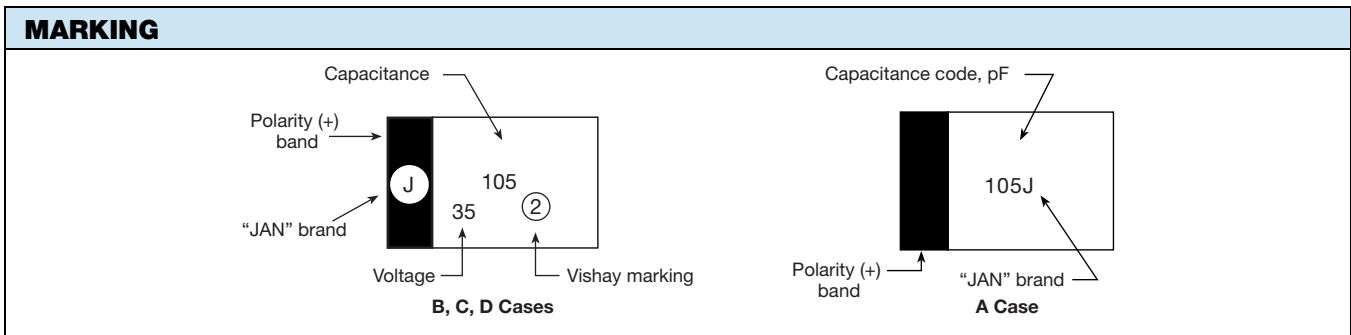 MARKING
Capacitance
Polarity (+)
band
J
105
35
2
“JAN” brand
Voltage
Vishay marking
B, C, D Cases
Capacitance code, pF
105J
Polarity (+)
band
“JAN” brand
A Case